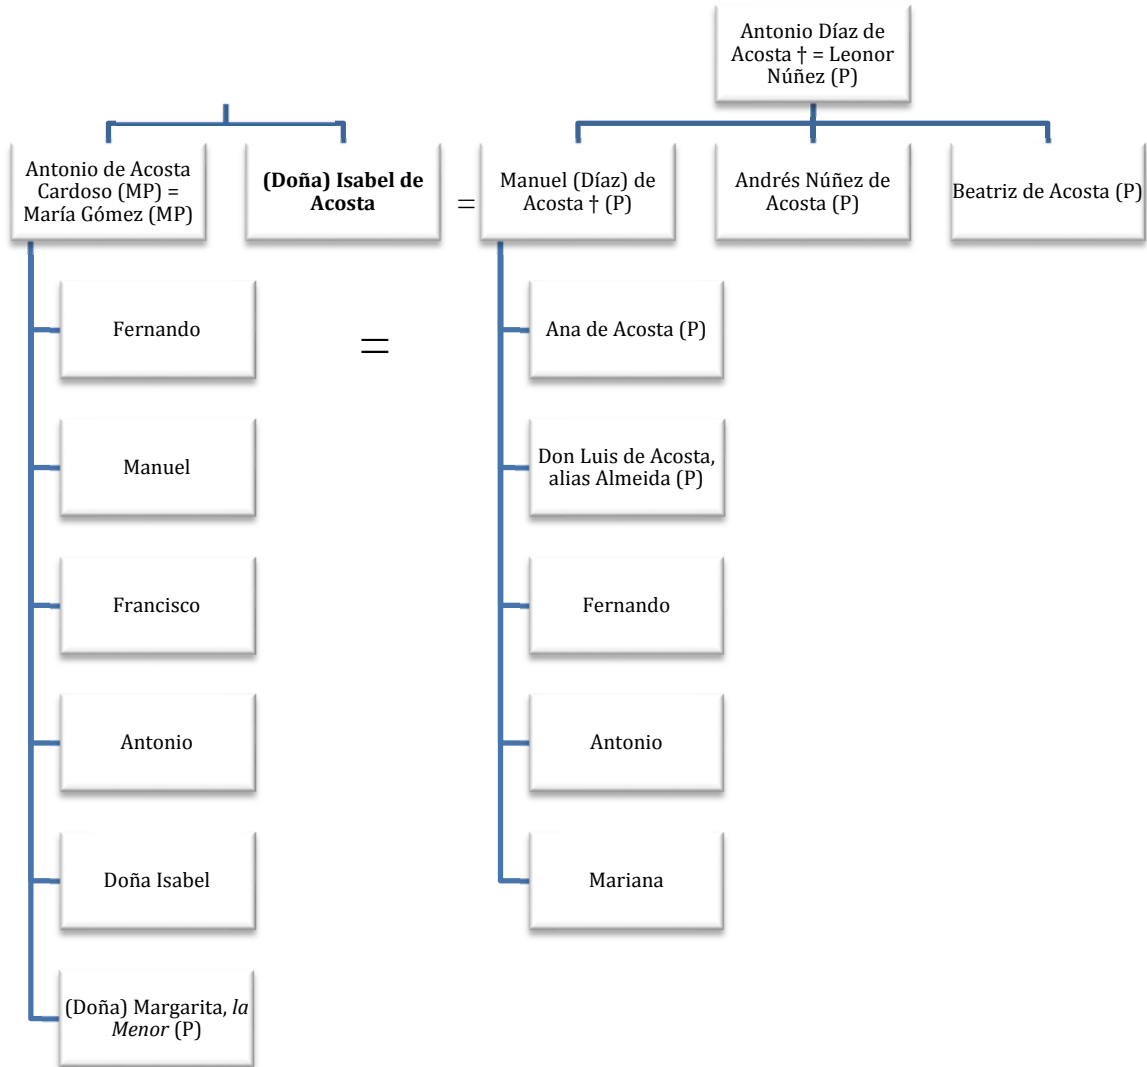 Antonio Díaz de
Acosta † = Leonor
Núñez (P)
Antonio de Acosta
Cardoso (MP) =
María Gómez (MP)
(Doña) Isabel de
Acosta
=
Manuel (Díaz) de
Acosta † (P)
Andrés Núñez de
Acosta (P)
Beatriz de Acosta (P)
Fernando
=
Ana de Acosta (P)
Manuel
Don Luis de Acosta,
alias Almeida (P)
Francisco
Fernando
Antonio
Antonio
Doña Isabel
Mariana
(Doña) Margarita, la
Menor (P)